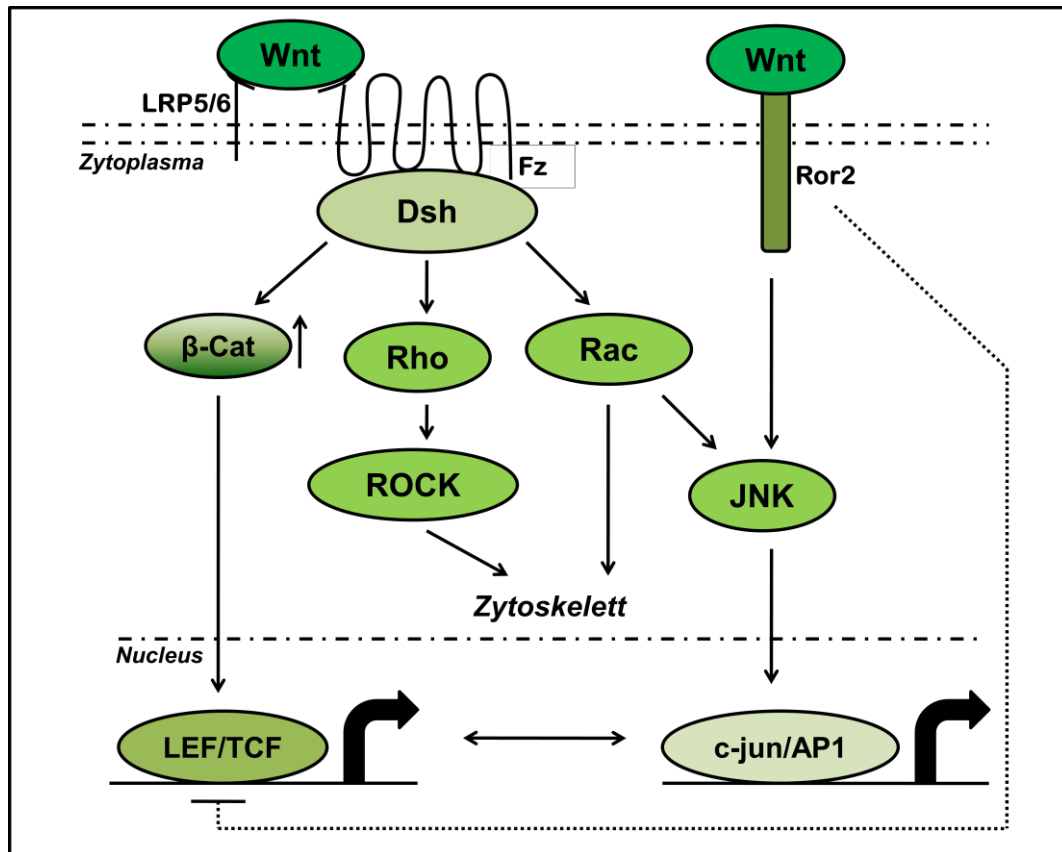 Wnt
Wnt
LRP5/6
Zytoplasma
Fz
Ror2
Dsh
β-Cat
Rho
Rac
ROCK
JNK
Zytoskelett
Nucleus
LEF/TCF
c-jun/AP1